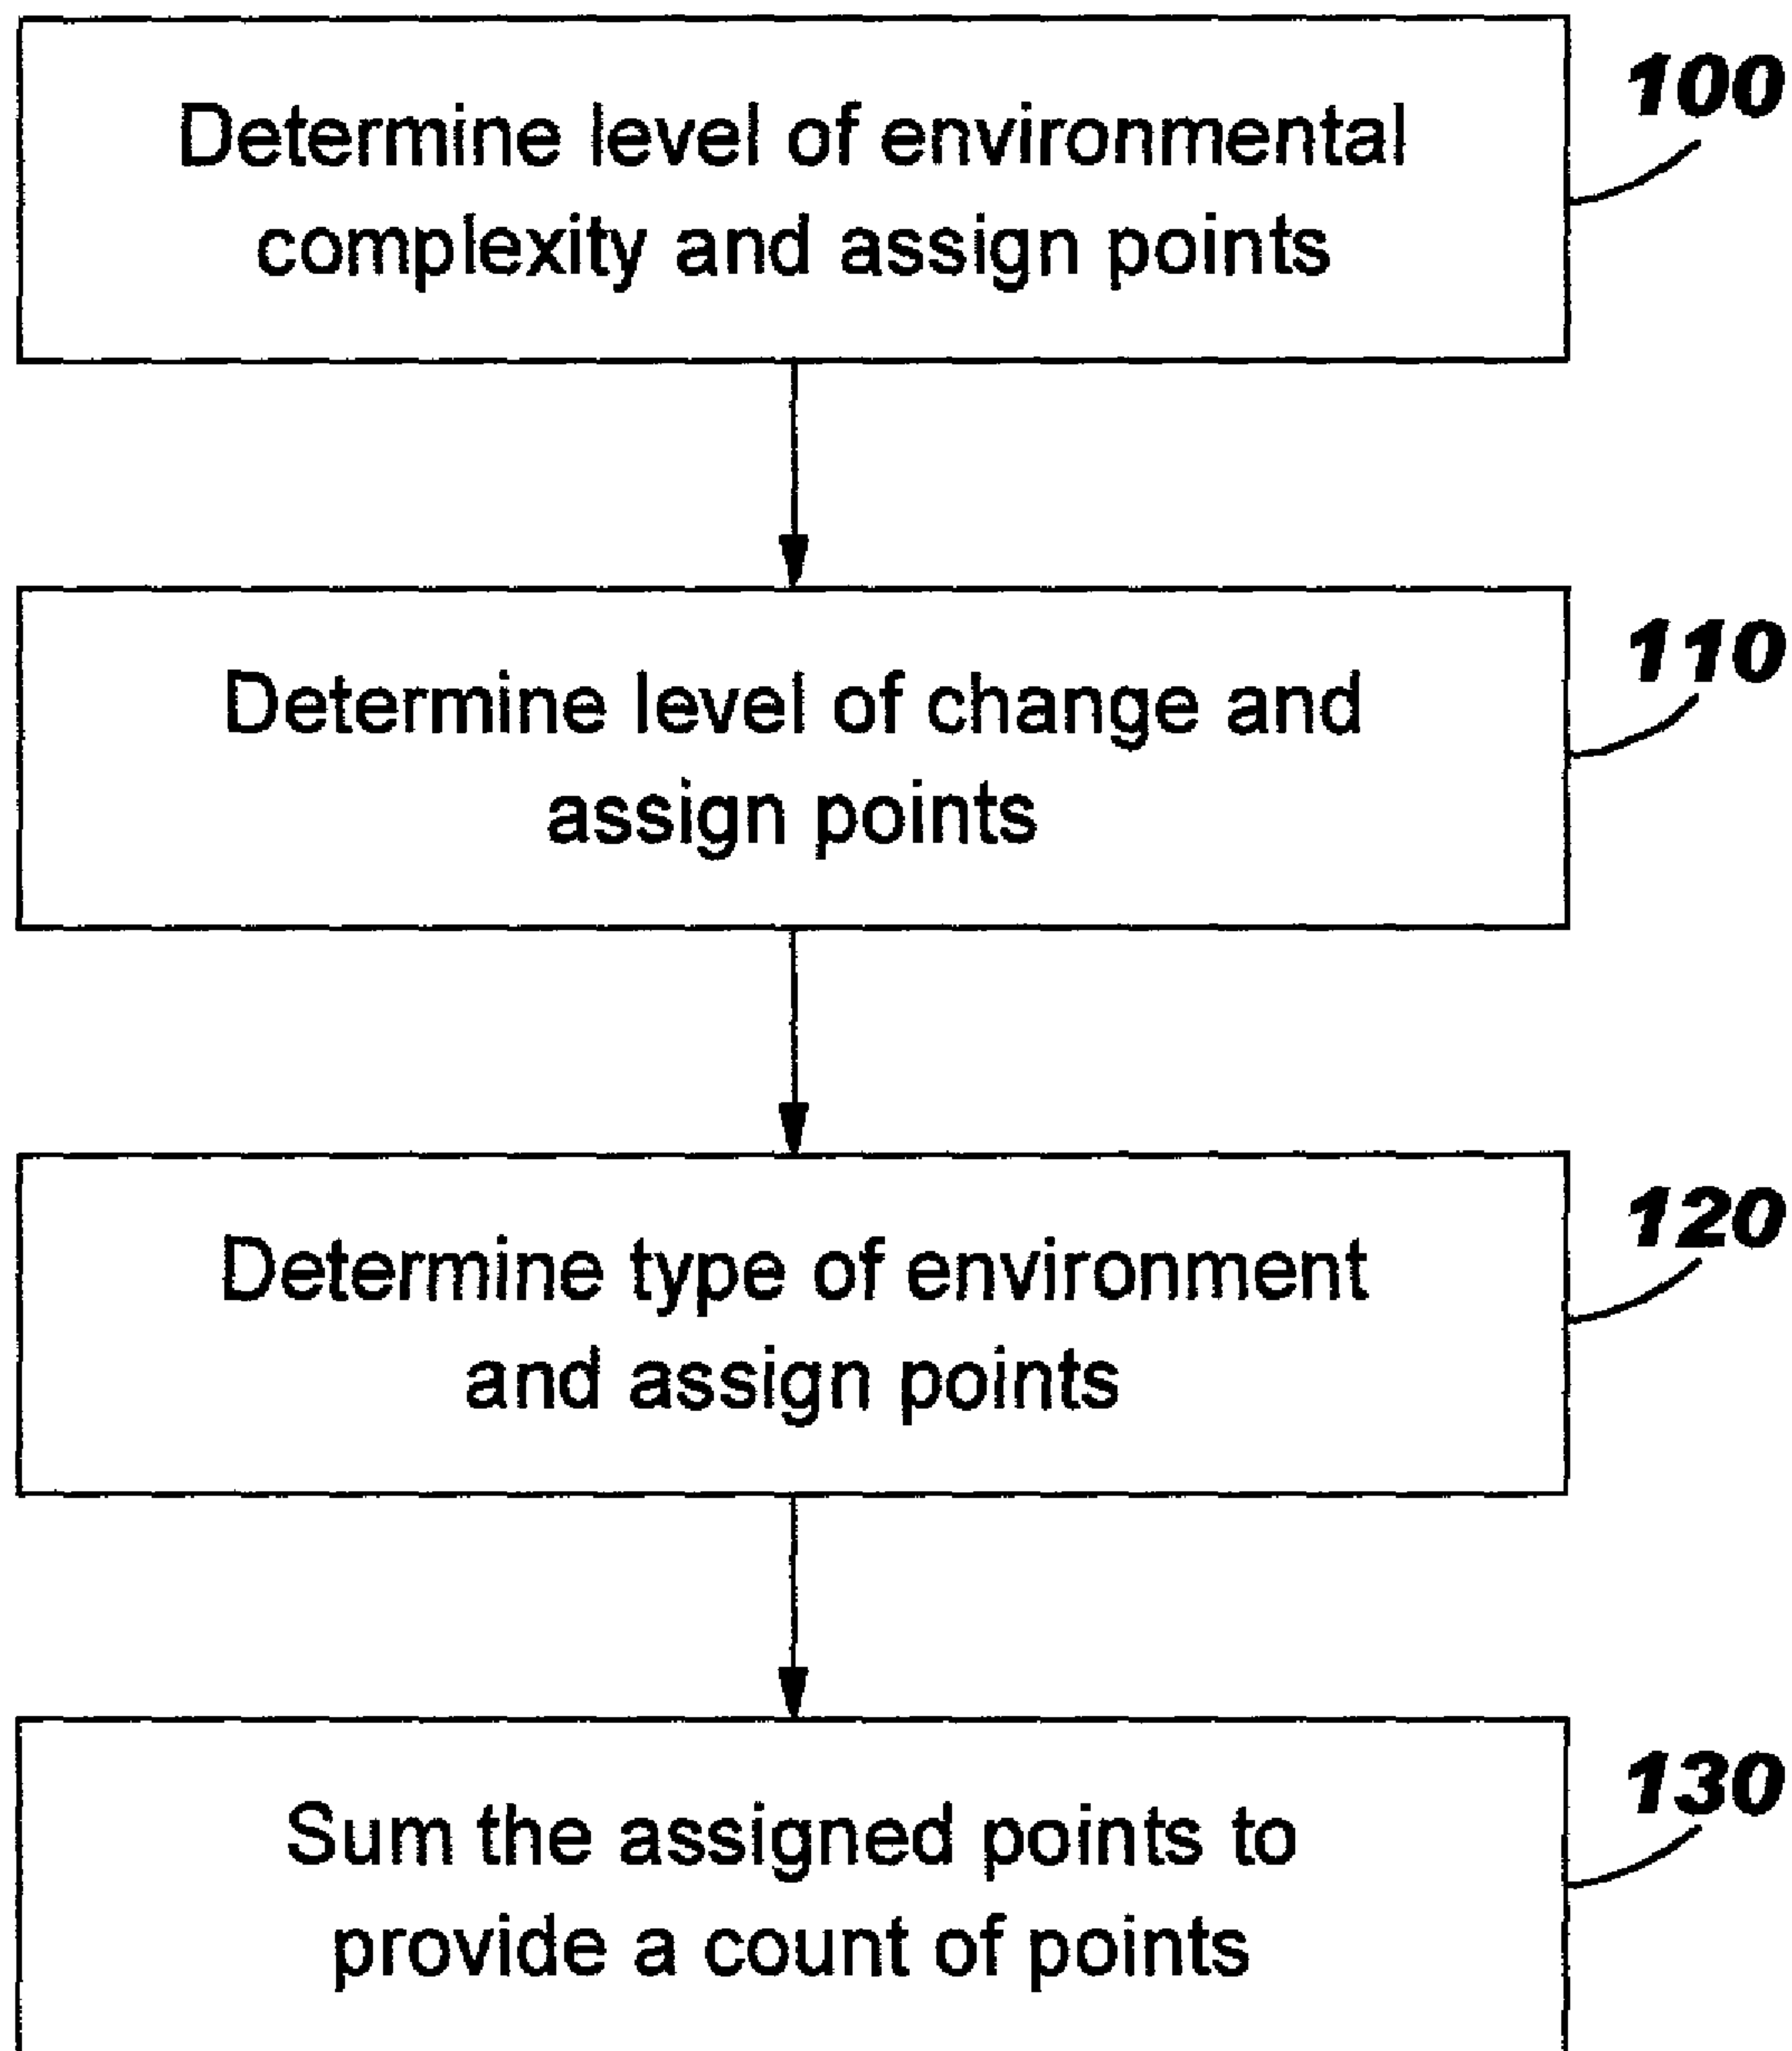 100
Determine level of environmental
complexity and assign points
110
Determine level of change and
assign points
120
Determine type of environment
and assign points
130
Sum the assigned points to
provide a count of points